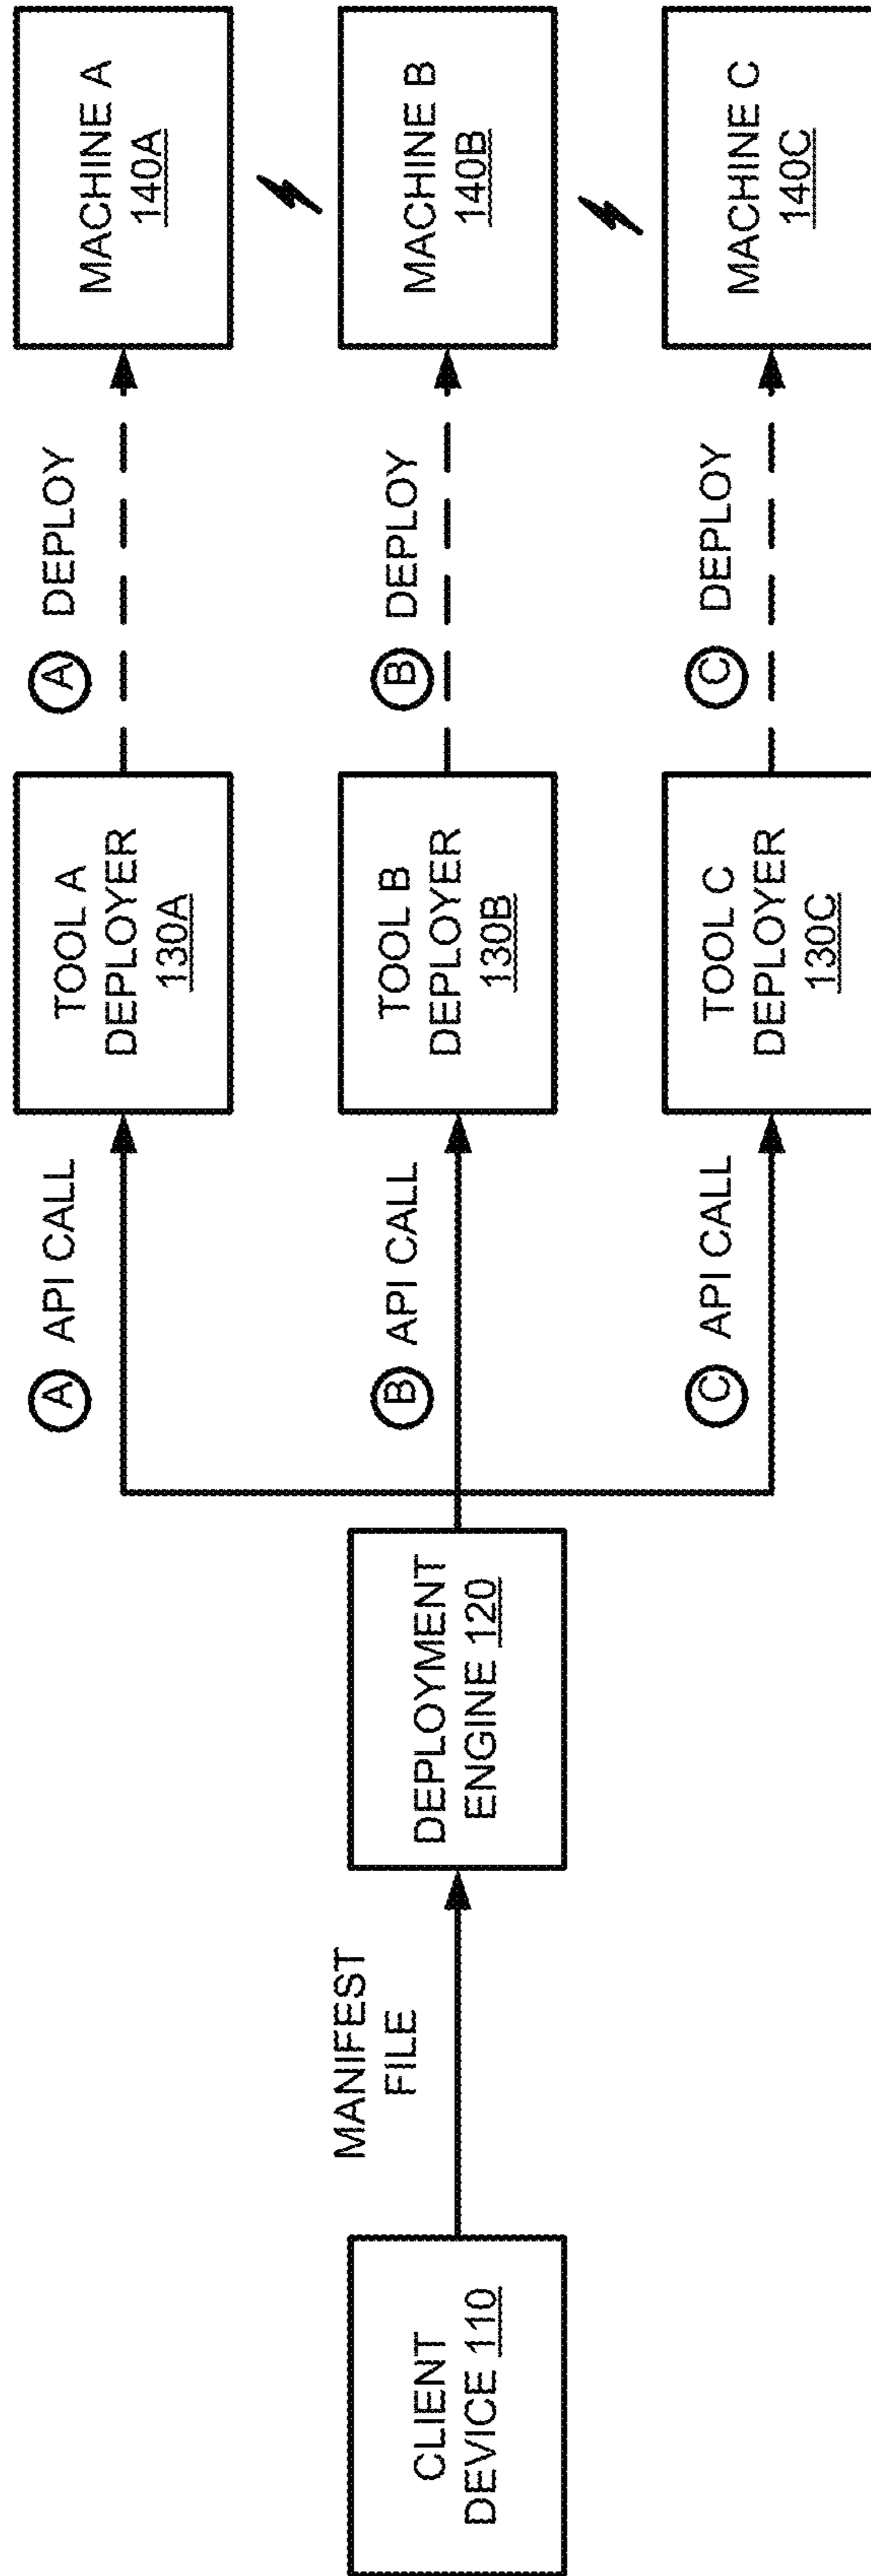 CLIENT
DEVICE 110
MANIFEST
FILE
DEPLOYMENT
ENGINE 120
A API CALL
TOOL A
DEPLOYER
130A
A DEPLOY
MACHINE A
140A
B API CALL
TOOL B
DEPLOYER
130B
B DEPLOY
MACHINE B
140B
C API CALL
TOOL C
DEPLOYER
130C
C DEPLOY
MACHINE C
140C